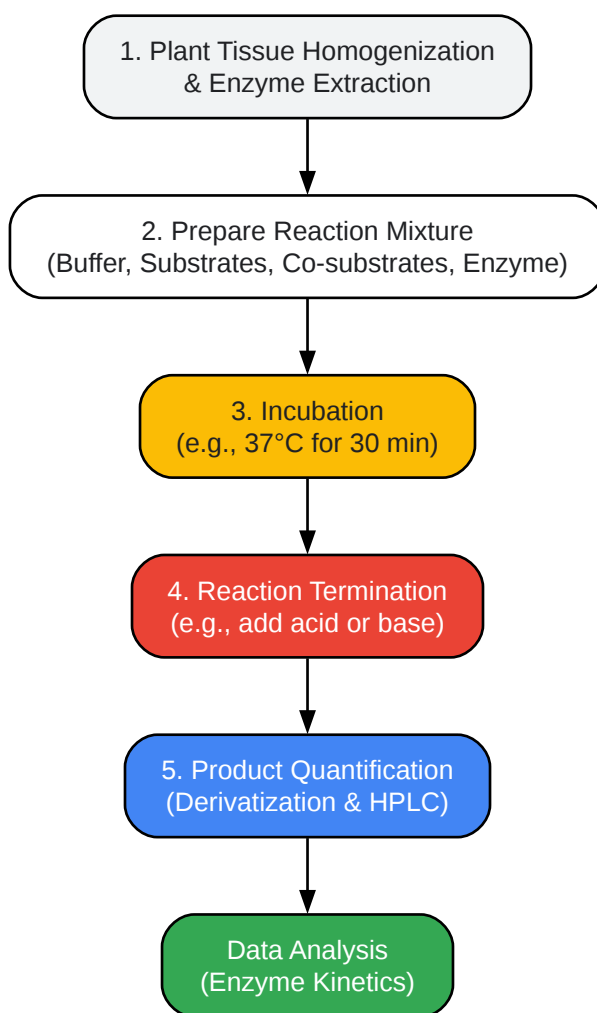 1. Plant Tissue Homogenization
& Enzyme Extraction
2. Prepare Reaction Mixture
(Buffer, Substrates, Co-substrates, Enzyme)
3. Incubation
(e.g., 37°C for 30 min)
4. Reaction Termination
(e.g., add acid or base)
5. Product Quantification
(Derivatization & HPLC)
Data Analysis
(Enzyme Kinetics)